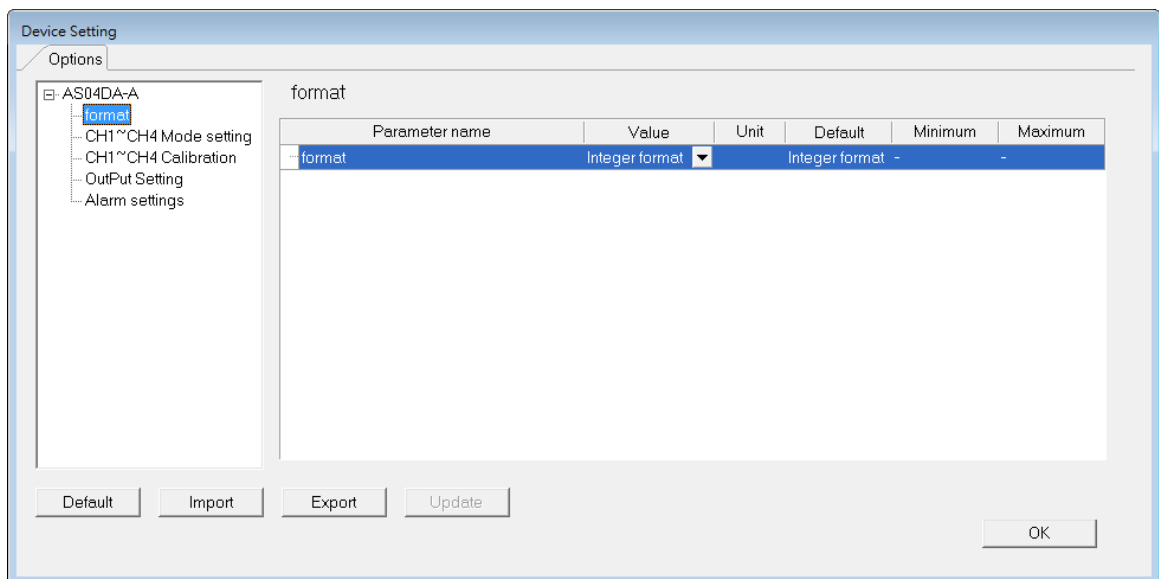 Device Setting
Options
AS04DA-A
format
CH1~CH4 Mode setting
CH1~CH4 Calibration
OutPut Setting
Alarm settings
format
Parameter name Value Unit Default Minimum Maximum
format Integer format Integer format - -
Default Import Export Update
OK